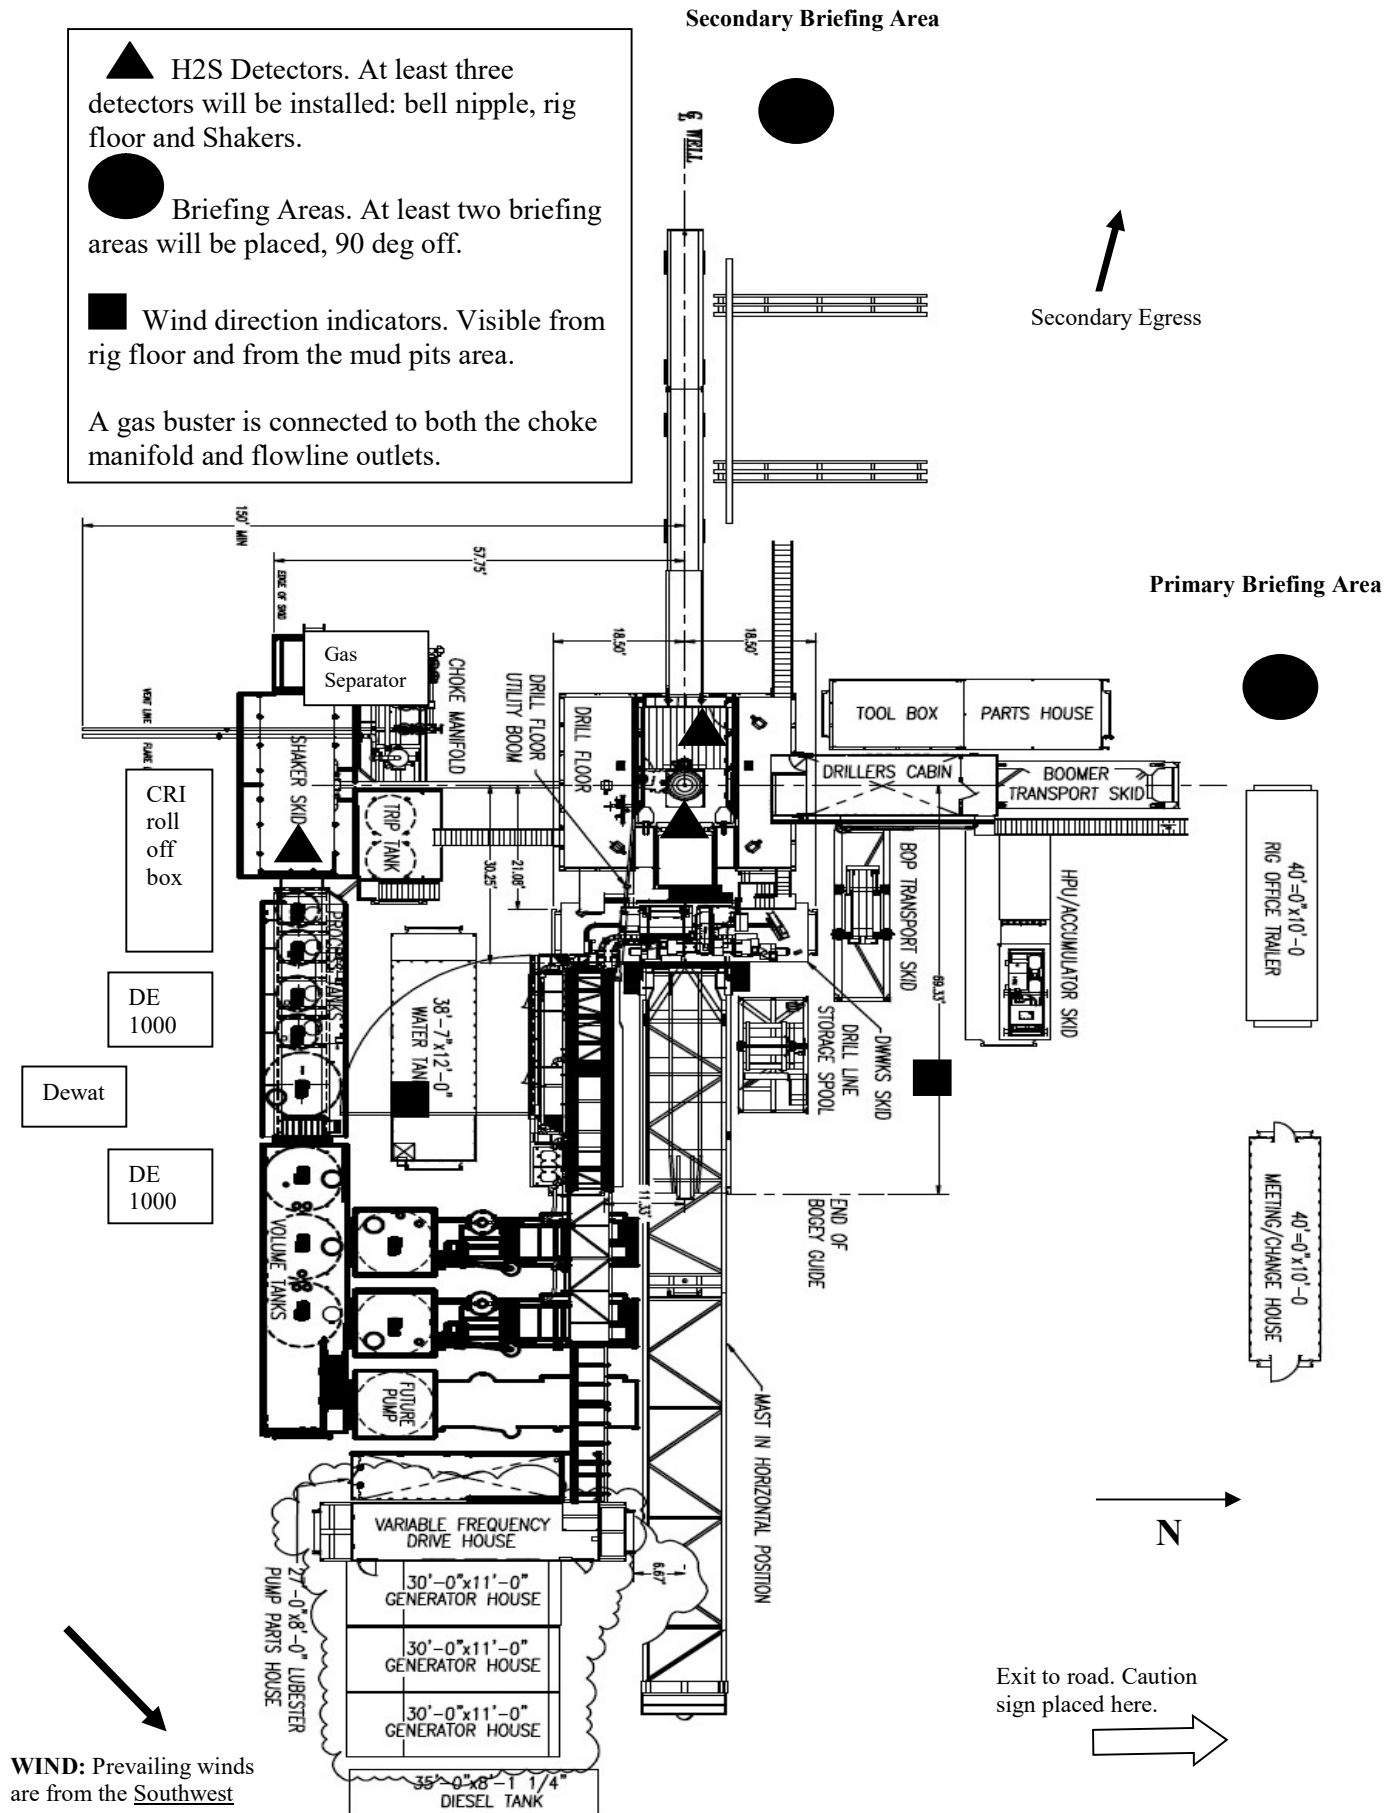 Secondary Briefing Area
H2S Detectors. At least three
detectors will be installed: bell nipple, rig
floor and Shakers.
Briefing Areas. At least two briefing
areas will be placed, 90 deg off.
Wind direction indicators. Visible from
rig floor and from the mud pits area.
A gas buster is connected to both the choke
manifold and flowline outlets.
WELL
Secondary Egress
150' MIN
57.75'
EDGE OF SKID
Primary Briefing Area
18.50'
18.50'
Gas
Separator
CHOKE MANIFOLD
DRILL FLOOR
UTILITY BOOM
DRILL FLOOR
TOOL BOX
PARTS HOUSE
VENT LINE
FLARE
SHAKER SKID
DRILLERS CABIN
BOOMER
TRANSPORT SKID
CRI
roll
off
box
TRIP
TANK
30.25'
21.08'
BOP TRANSPORT SKID
HPU/ACCUMULATOR SKID
40'=0"x10'-0
RIG OFFICE TRAILER
PROCESS TANKS
38'-7"x12'-0"
WATER TANK
69.33'
DE
1000
DRILL LINE
STORAGE SPOOL
DWWKS SKID
Dewat
DE
1000
11.33'
END OF
BOGEY GUIDE
40'=0"x10'-0
MEETING/CHANGE HOUSE
VOLUME TANKS
FUTURE
PUMP
MAST IN HORIZONTAL POSITION
VARIABLE FREQUENCY
DRIVE HOUSE
6.67'
N
27'-0"x8'-0" LUBESTER
PUMP PARTS HOUSE
30'-0"x11'-0"
GENERATOR HOUSE
30'-0"x11'-0"
GENERATOR HOUSE
30'-0"x11'-0"
GENERATOR HOUSE
Exit to road. Caution
sign placed here.
WIND: Prevailing winds
are from the Southwest
35'-0"x8'-1 1/4"
DIESEL TANK